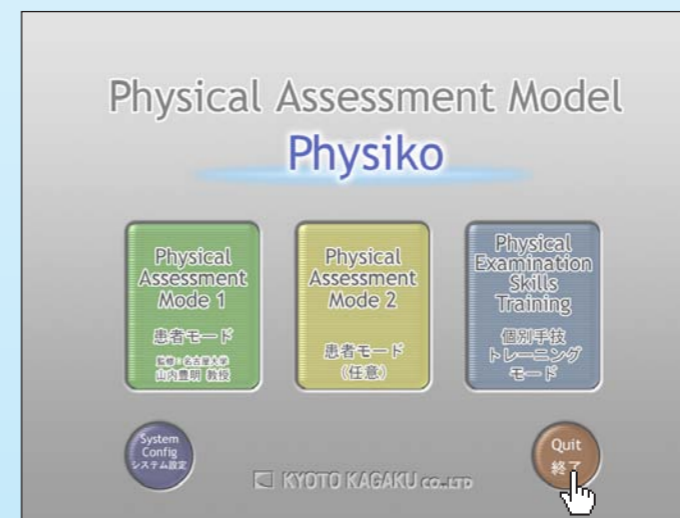 Physical Assessment Model
Physiko
Physical
Assessment
Mode 1
患者モード
監修:名古屋大学
山内豊明 教授
Physical
Assessment
Mode 2
患者モード
(任意)
Physical
Examination
Skills
Training
個別手技
トレーニング
モード
System
Config
システム設定
KYOTO KAGAKU CO.,LTD
Quit
終了